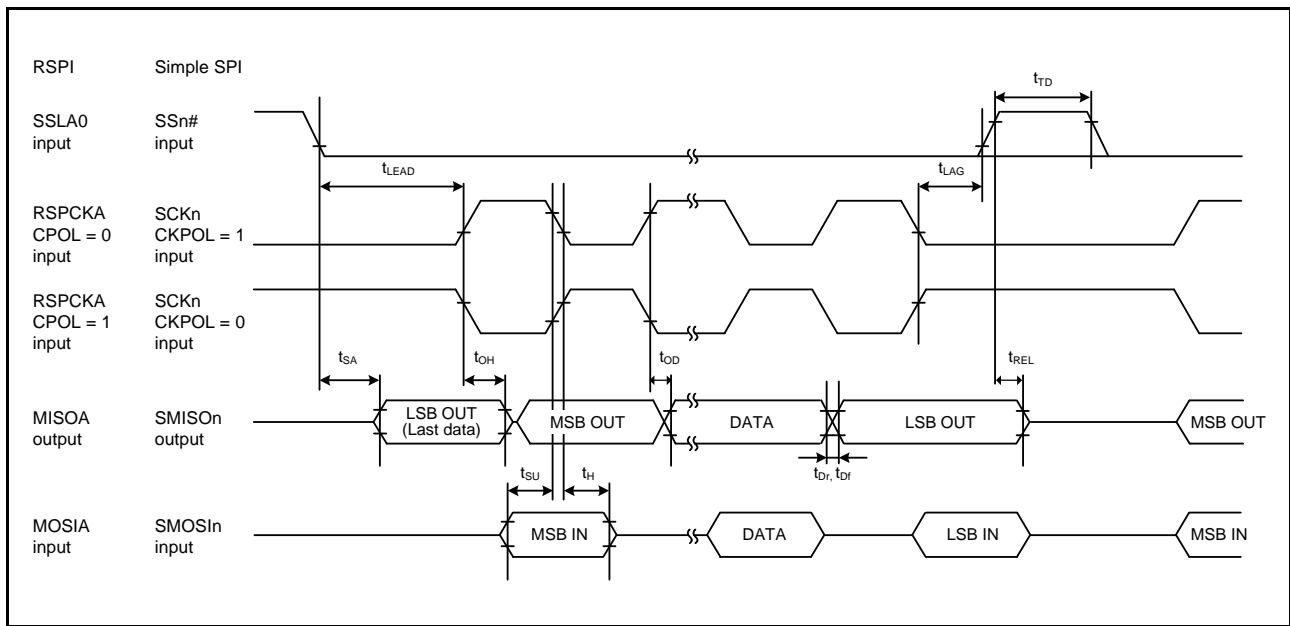 RSPI Simple SPI
tTD
SSLA0 SSn#
input input
tLEAD tLAG
RSPCKA SCKn
CPOL = 0 CKPOL = 1
input input
RSPCKA SCKn
CPOL = 1 CKPOL = 0
input input
tSA tOH tOD tREL
MISOA SMISOn
output output
LSB OUT
(Last data)
MSB OUT DATA LSB OUT MSB OUT
tSU tH tDr, tDf
MOSIA SMOSIn
input input
MSB IN DATA LSB IN MSB IN